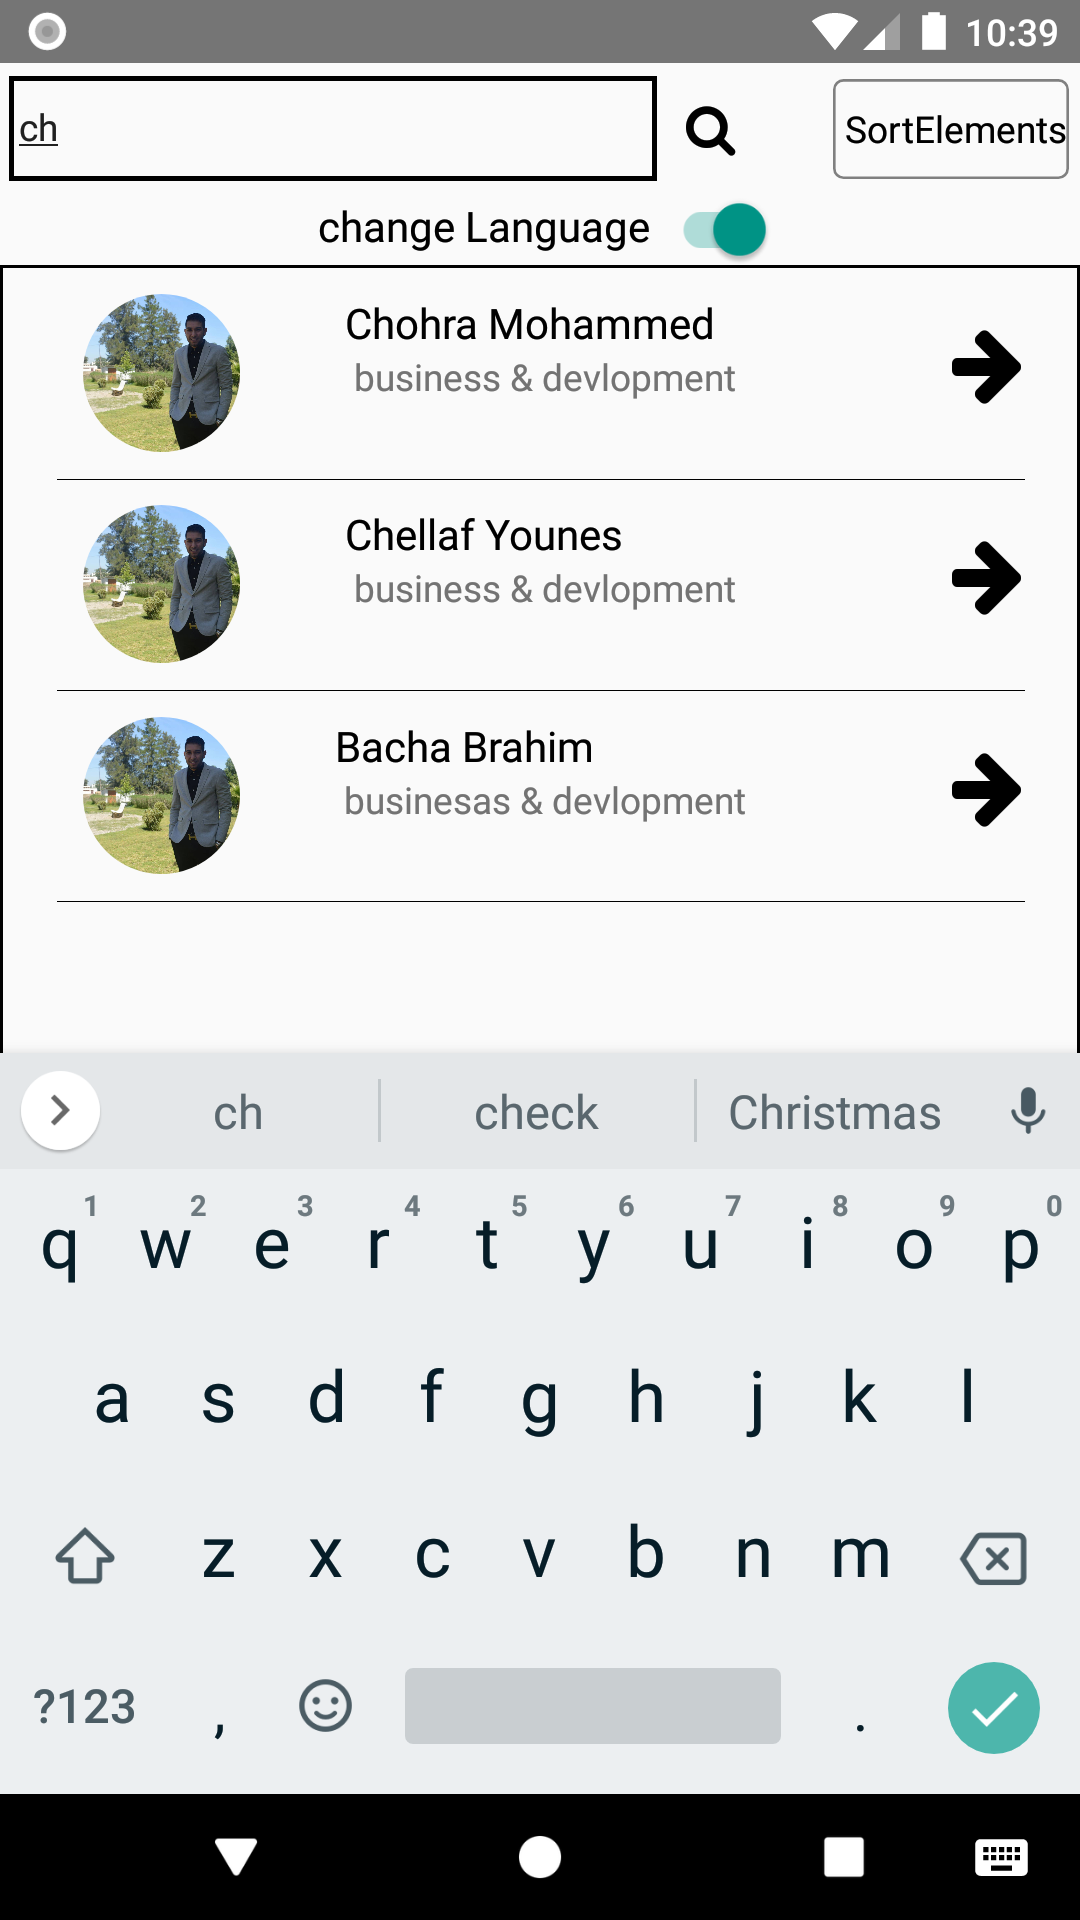 10:39
ch
SortElements
change Language
Chohra Mohammed
business & devlopment
Chellaf Younes
business & devlopment
Bacha Brahim
businesas & devlopment
ch check Christmas
1 2 3 4 5 6 7 8 9 0
q w e r t y u i o p
a s d f g h j k l
z x c v b n m
?123 , .